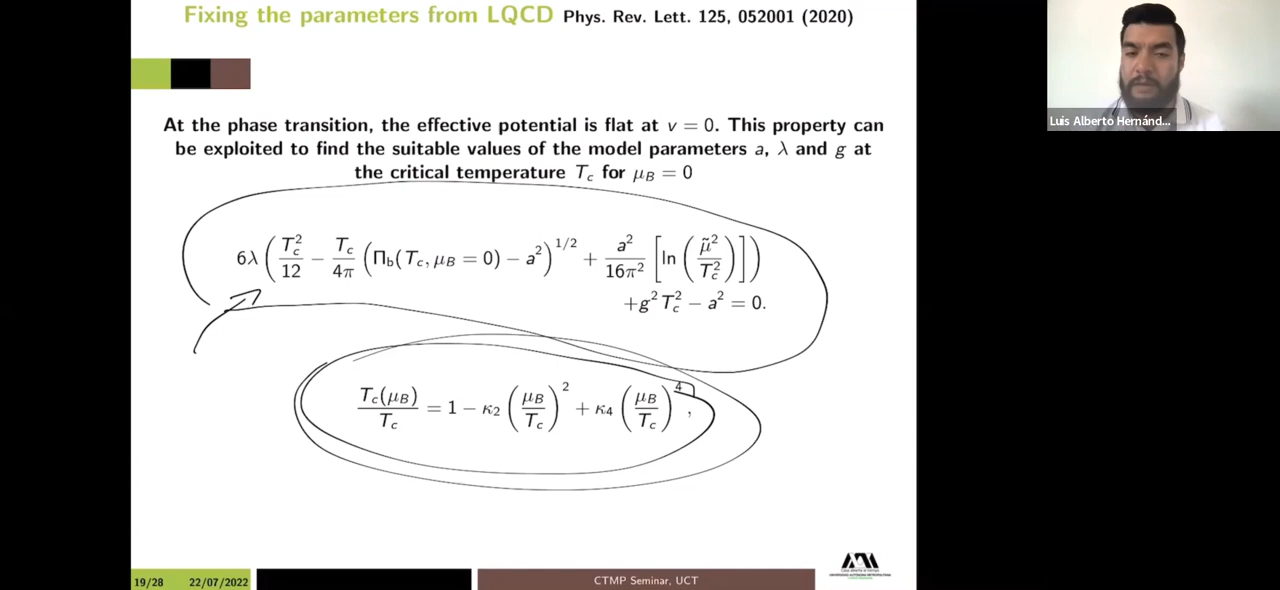 Fixing the parameters from LQCD Phys. Rev. Lett. 125, 052001 (2020)
At the phase transition, the effective potential is flat at v = 0. This property can
be exploited to find the suitable values of the model parameters a, λ and g at
the critical temperature T_c for μ_B = 0
6λ ( T_c^2/12 − T_c/4π ( Π_b(T_c, μ_B = 0) − a^2 )^{1/2} + a^2/16π^2 [ ln ( μ̃^2/T_c^2 ) ] )
+g^2 T_c^2 − a^2 = 0.
T_c(μ_B)/T_c = 1 − κ_2 ( μ_B/T_c )^2 + κ_4 ( μ_B/T_c )^4 ,
19/28 22/07/2022
CTMP Seminar, UCT
Luis Alberto Hernánd...